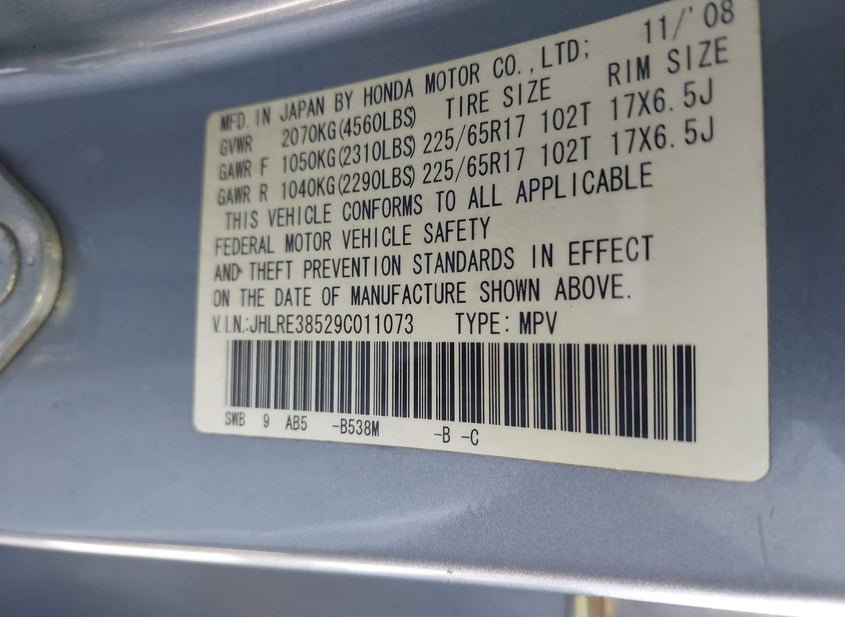 MFD. IN JAPAN BY HONDA MOTOR CO.,LTD; 11/'08
GVWR 2070KG(4560LBS) TIRE SIZE RIM SIZE
GAWR F 1050KG(2310LBS) 225/65R17 102T 17X6.5J
GAWR R 1040KG(2290LBS) 225/65R17 102T 17X6.5J
THIS VEHICLE CONFORMS TO ALL APPLICABLE
FEDERAL MOTOR VEHICLE SAFETY
AND THEFT PREVENTION STANDARDS IN EFFECT
ON THE DATE OF MANUFACTURE SHOWN ABOVE.
V.I.N.:JHLRE38529C011073 TYPE: MPV
SWB 9 AB5 -B538M -B -C